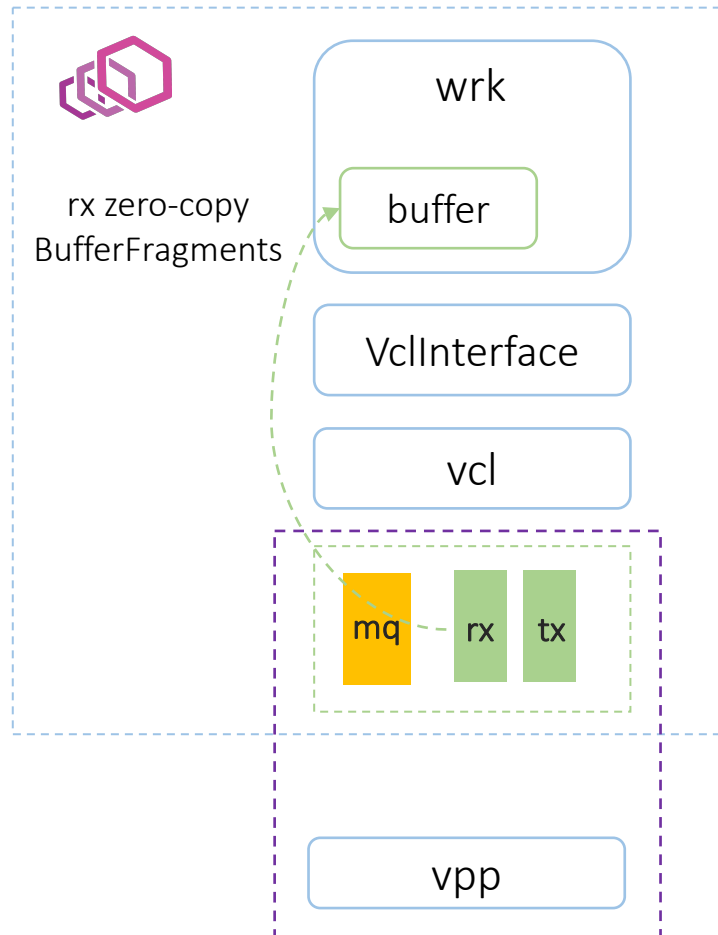 wrk
rx zero-copy
BufferFragments
buffer
VclInterface
vcl
mq
rx
tx
vpp